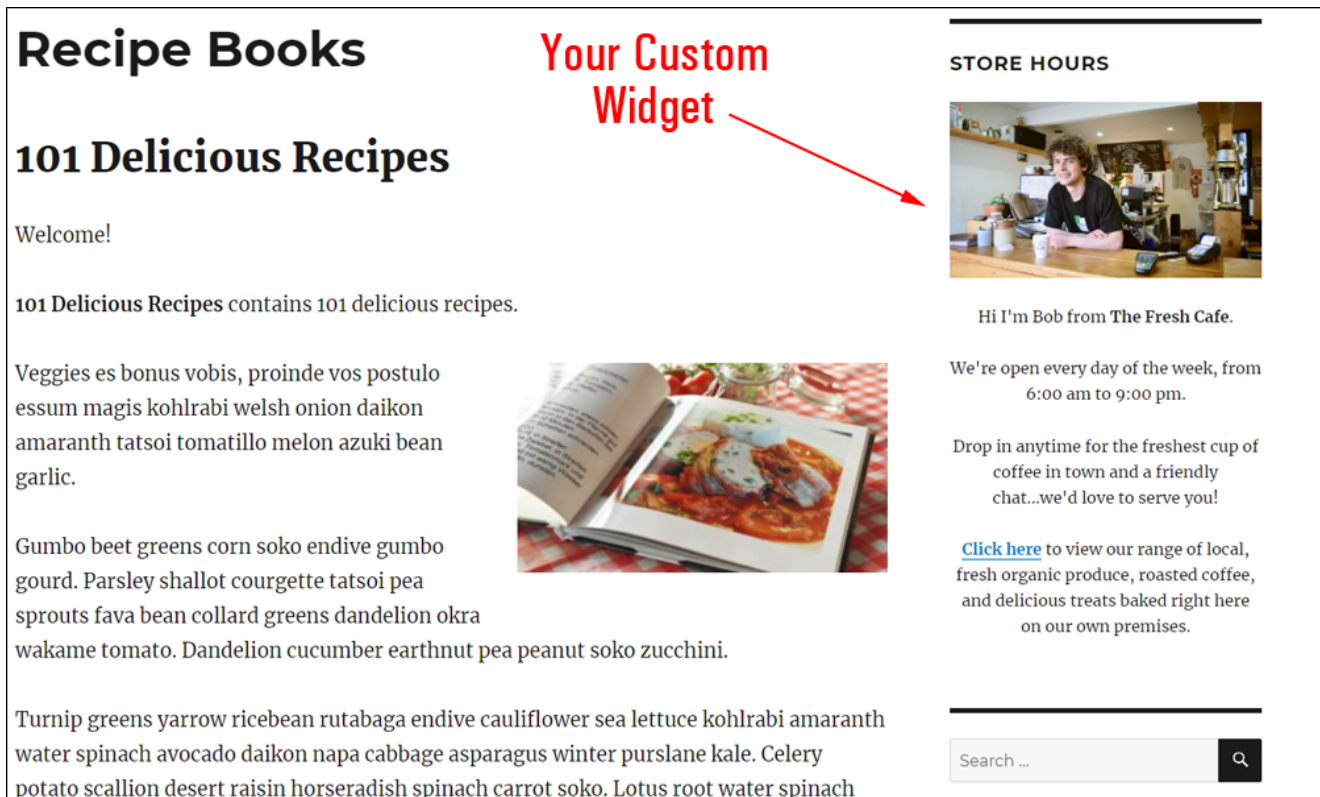 Recipe Books
101 Delicious Recipes
Welcome!
101 Delicious Recipes contains 101 delicious recipes.
Veggies es bonus vobis, proinde vos postulo
essum magis kohlrabi welsh onion daikon
amaranth tatsoi tomatillo melon azuki bean
garlic.
Gumbo beet greens corn soko endive gumbo
gourd. Parsley shallot courgette tatsoi pea
sprouts fava bean collard greens dandelion okra
wakame tomato. Dandelion cucumber earthnut pea peanut soko zucchini.
Turnip greens yarrow ricebean rutabaga endive cauliflower sea lettuce kohlrabi amaranth
water spinach avocado daikon napa cabbage asparagus winter purslane kale. Celery
potato scallion desert raisin horseradish spinach carrot soko. Lotus root water spinach
Your Custom
Widget
STORE HOURS
Hi I'm Bob from The Fresh Cafe.
We're open every day of the week, from
6:00 am to 9:00 pm.
Drop in anytime for the freshest cup of
coffee in town and a friendly
chat...we'd love to serve you!
Click here to view our range of local,
fresh organic produce, roasted coffee,
and delicious treats baked right here
on our own premises.
Search ...